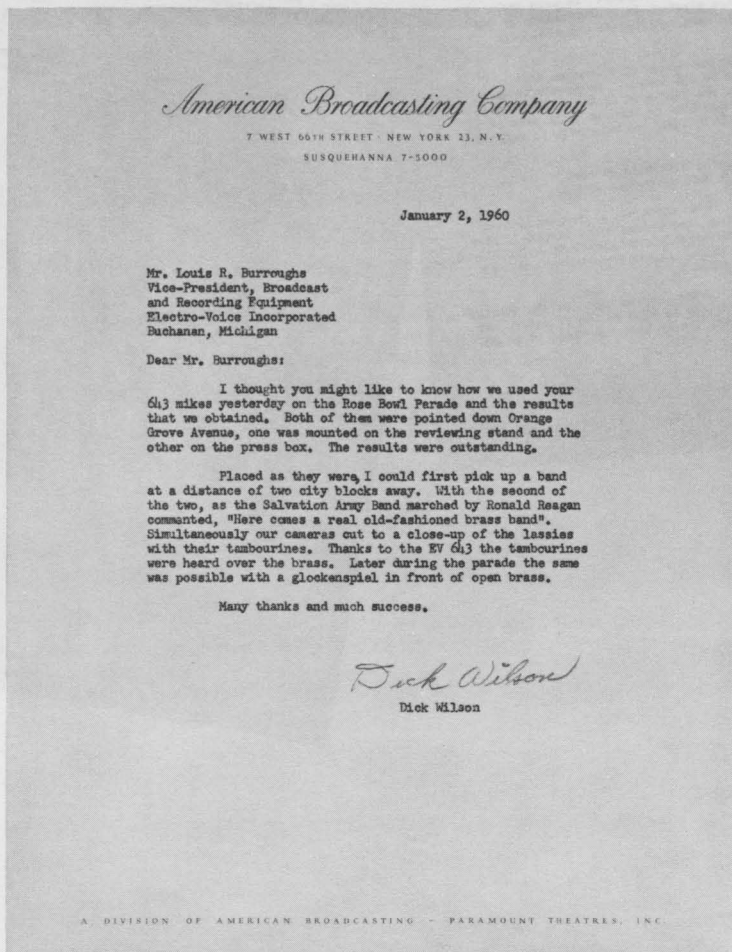 American Broadcasting Company
7 WEST 66TH STREET · NEW YORK 23, N.Y.
SUSQUEHANNA 7-5000
January 2, 1960
Mr. Louis R. Burroughs
Vice-President, Broadcast
and Recording Equipment
Electro-Voice Incorporated
Buchanan, Michigan
Dear Mr. Burroughs:
I thought you might like to know how we used your
643 mikes yesterday on the Rose Bowl Parade and the results
that we obtained. Both of them were pointed down Orange
Grove Avenue, one was mounted on the reviewing stand and the
other on the press box. The results were outstanding.
Placed as they were, I could first pick up a band
at a distance of two city blocks away. With the second of
the two, as the Salvation Army Band marched by Ronald Reagan
commented, "Here comes a real old-fashioned brass band".
Simultaneously our cameras cut to a close-up of the lassies
with their tambourines. Thanks to the EV 643 the tambourines
were heard over the brass. Later during the parade the same
was possible with a glockenspiel in front of open brass.
Many thanks and much success.
Dick Wilson
Dick Wilson
A DIVISION OF AMERICAN BROADCASTING - PARAMOUNT THEATRES, INC.